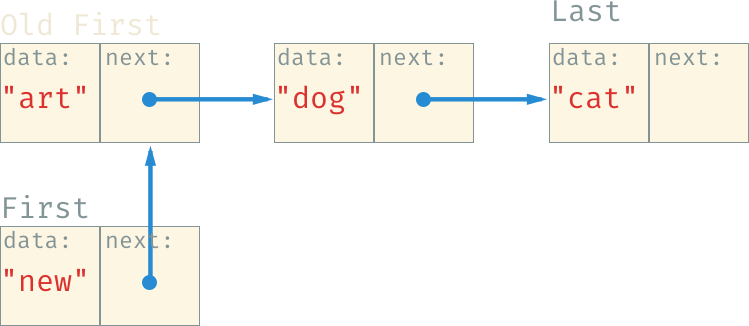 Old First
Last
data: next:
data: next:
data: next:
"art"
"dog"
"cat"
First
data: next:
"new"